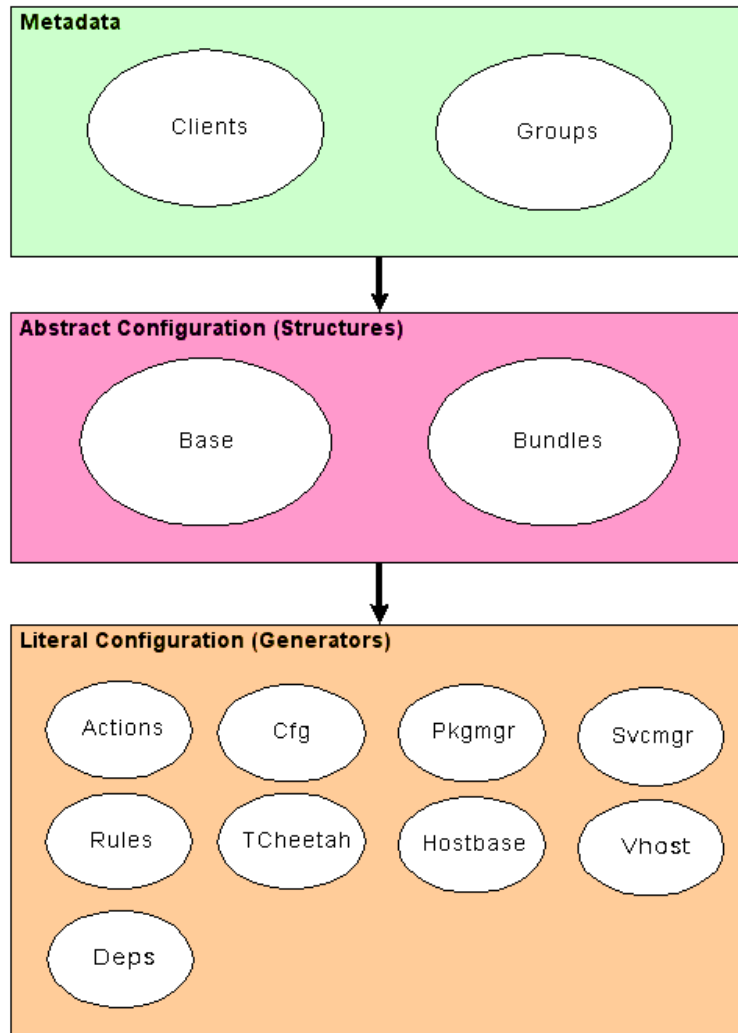 Metadata
Clients
Groups
Abstract Configuration (Structures)
Base
Bundles
Literal Configuration (Generators)
Actions
Cfg
Pkgmgr
Svcmgr
Rules
TCheetah
Hostbase
Vhost
Deps